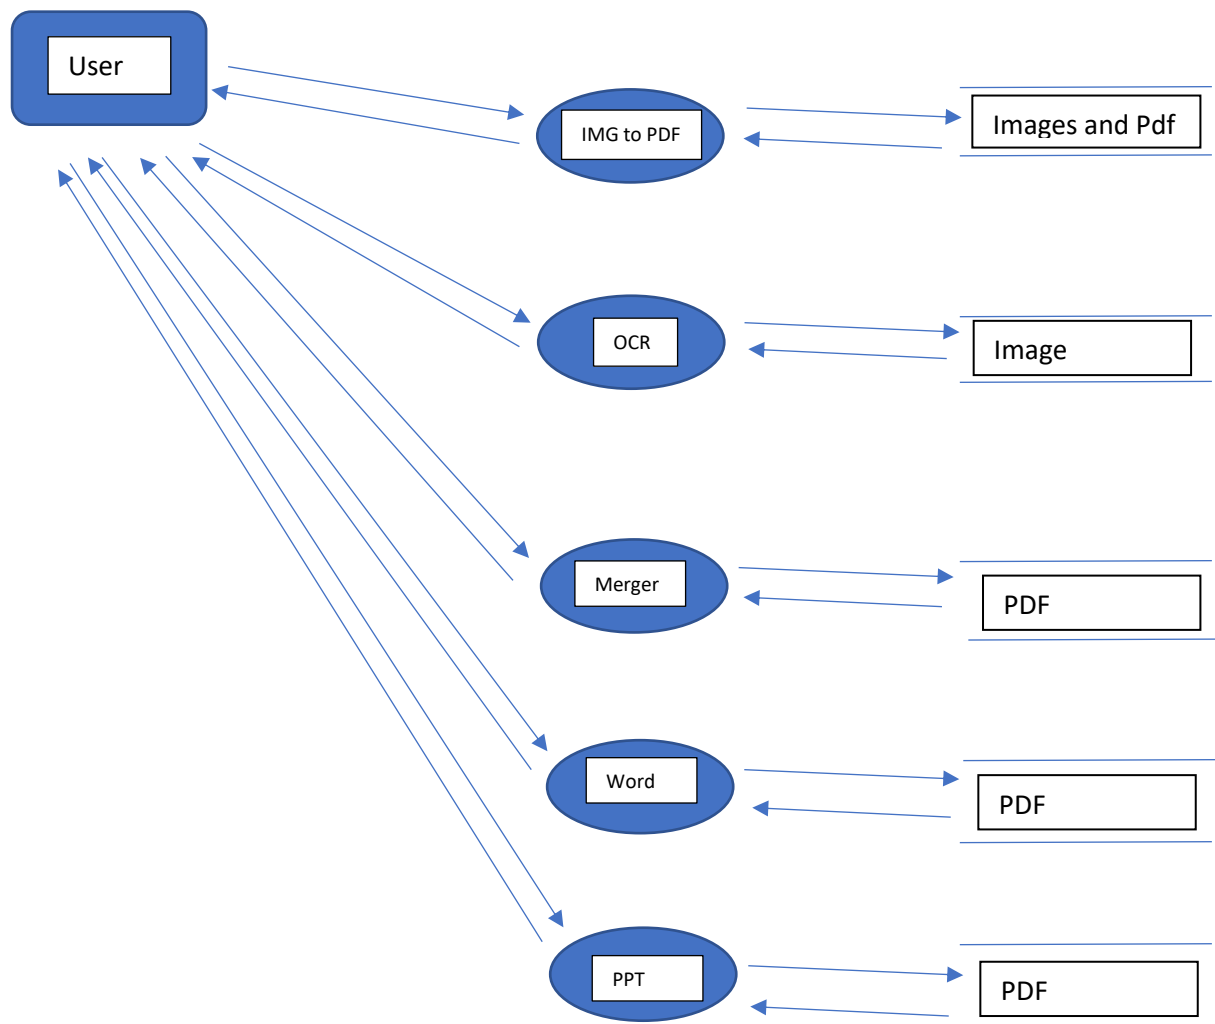 User
IMG to PDF
Images and Pdf
OCR
Image
Merger
PDF
Word
PDF
PPT
PDF